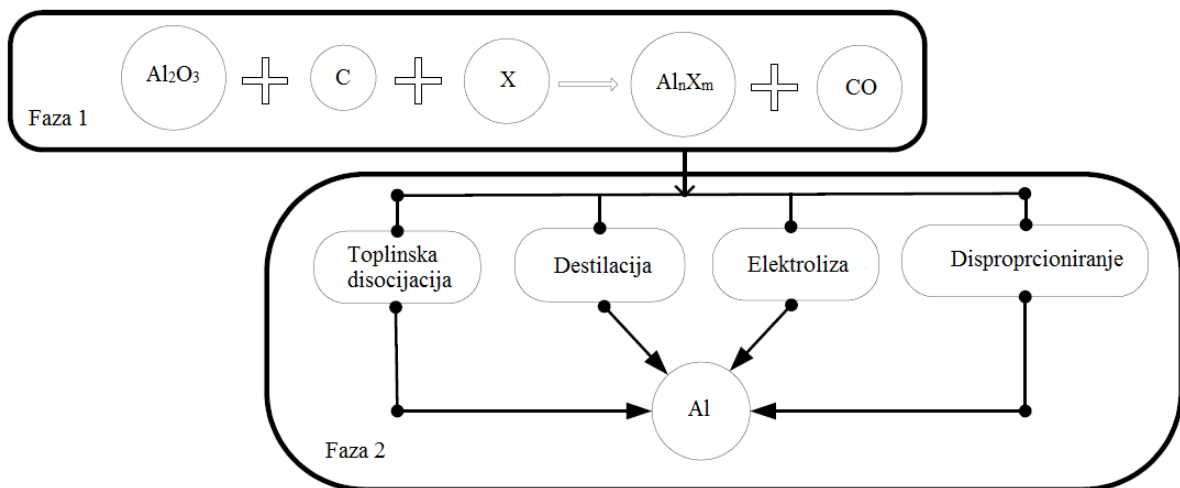 Al₂O₃ + C + X ⇒ AlₙXₘ + CO
Faza 1
Toplinska
disocijacija
Destilacija
Elektroliza
Disproprcioniranje
Al
Faza 2